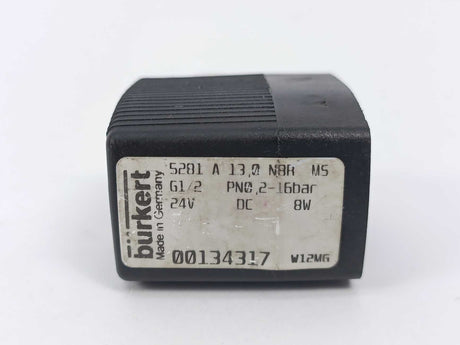 bürkert
Made in Germany
5281 A 13,0 NBR MS
G1/2 PN0,2-16bar
24V DC 8W
00134317 W12MG